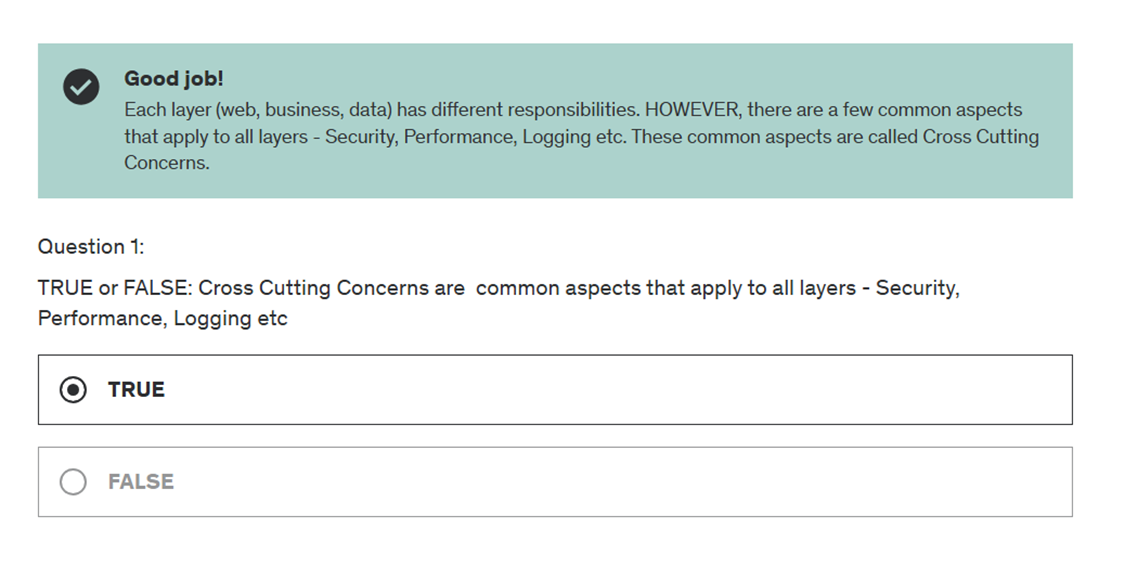 Good job!
Each layer (web, business, data) has different responsibilities. HOWEVER, there are a few common aspects
that apply to all layers - Security, Performance, Logging etc. These common aspects are called Cross Cutting
Concerns.
Question 1:
TRUE or FALSE: Cross Cutting Concerns are  common aspects that apply to all layers - Security,
Performance, Logging etc
TRUE
FALSE